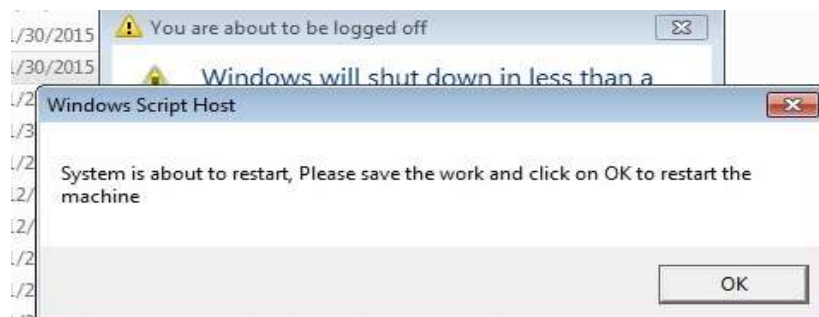 1/30/2015
You are about to be logged off
1/30/2015
Windows will shut down in less than a
Windows Script Host
System is about to restart, Please save the work and click on OK to restart the
machine
OK